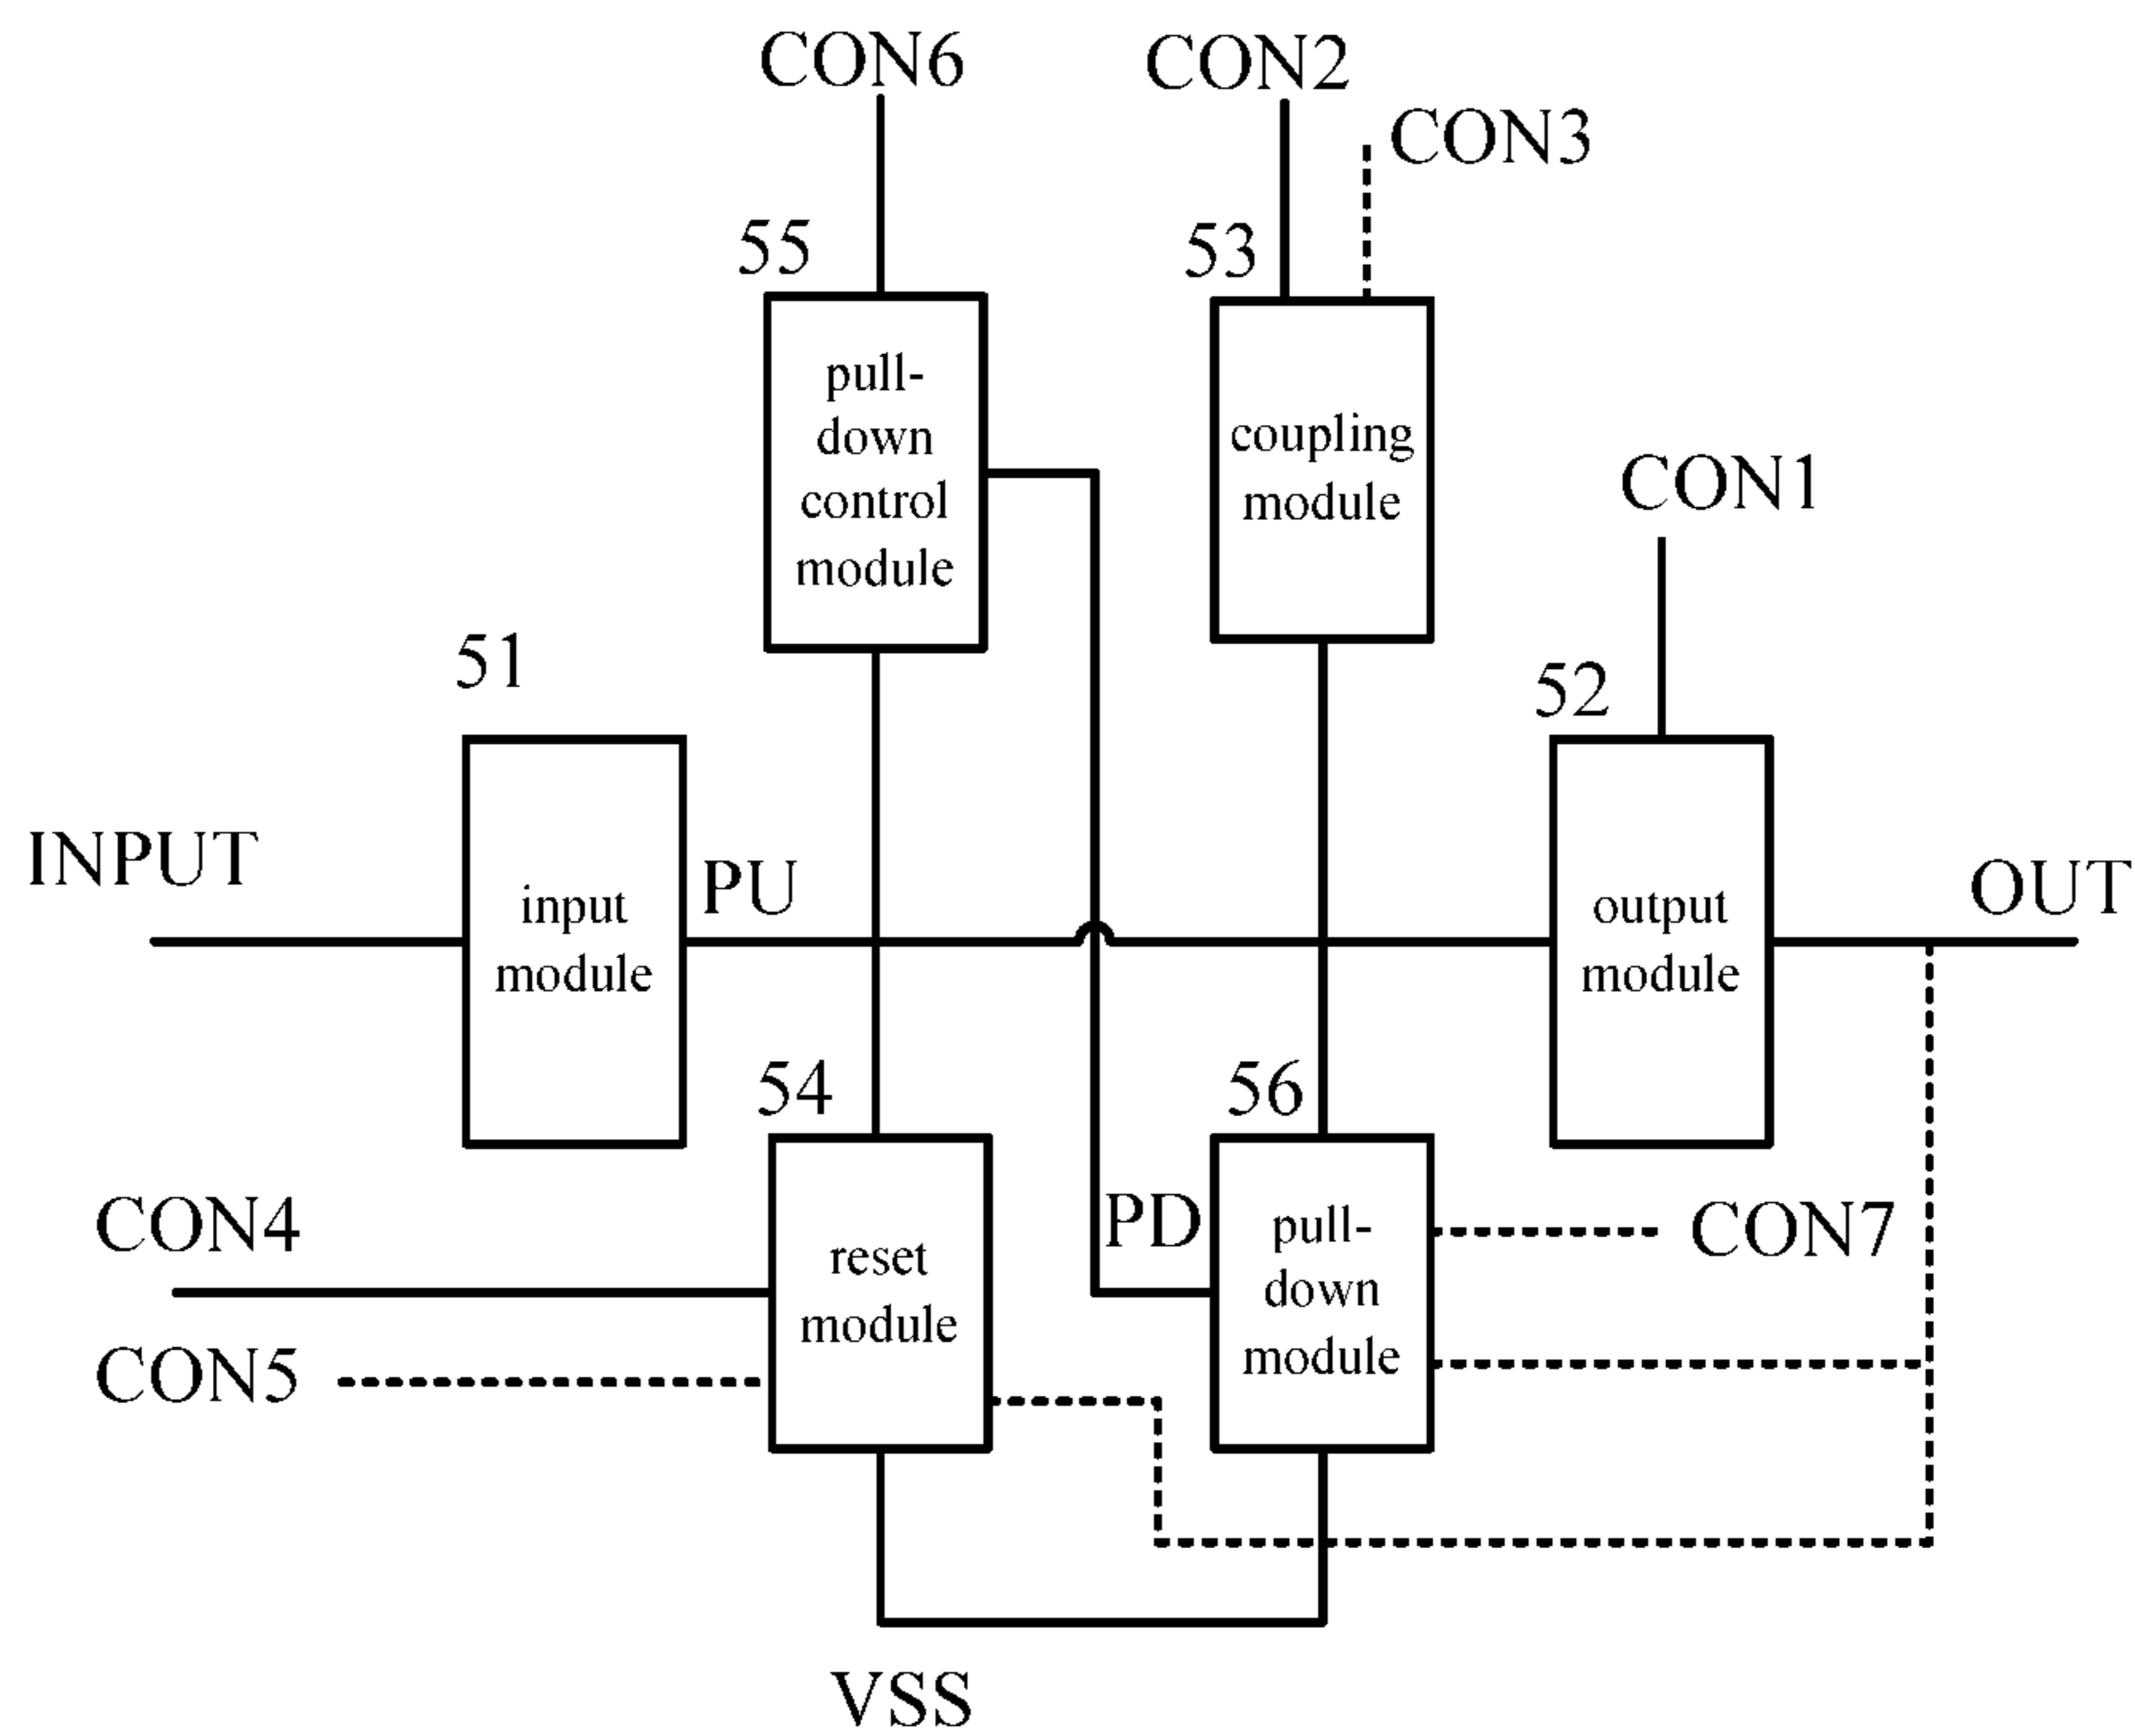 CON6
CON2
CON3
55
53
pull-
down
control
module
coupling
module
CON1
51
52
INPUT
PU
input
module
output
module
OUT
54
56
CON4
CON5
reset
module
PD
pull-
down
module
CON7
VSS